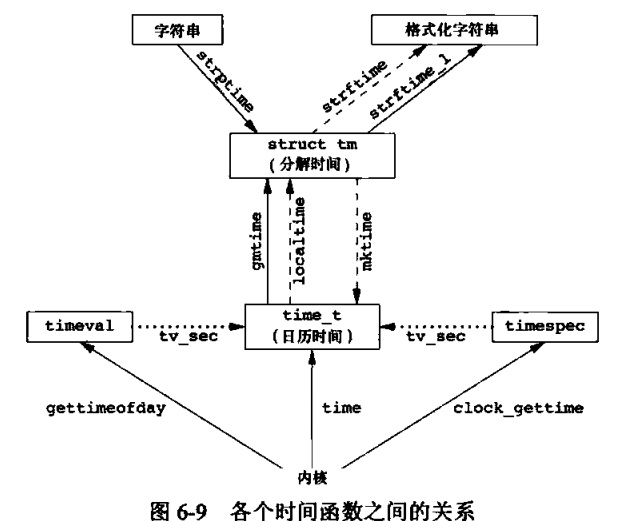 字符串
格式化字符串
strptime
strftime
strftime_l
struct tm
(分解时间)
gmtime
localtime
mktime
timeval
tv_sec
time_t
(日历时间)
tv_sec
timespec
gettimeofday
time
clock_gettime
内核
图 6-9 各个时间函数之间的关系